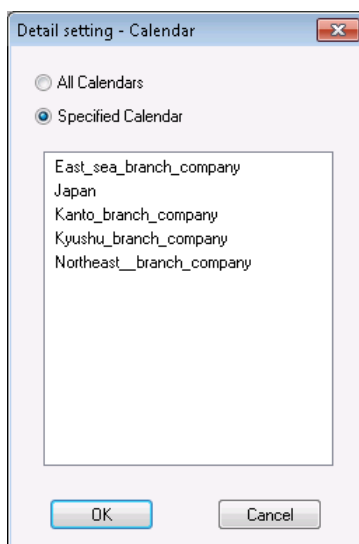 Detail setting - Calendar
All Calendars
Specified Calendar
East_sea_branch_company
Japan
Kanto_branch_company
Kyushu_branch_company
Northeast__branch_company
OK
Cancel